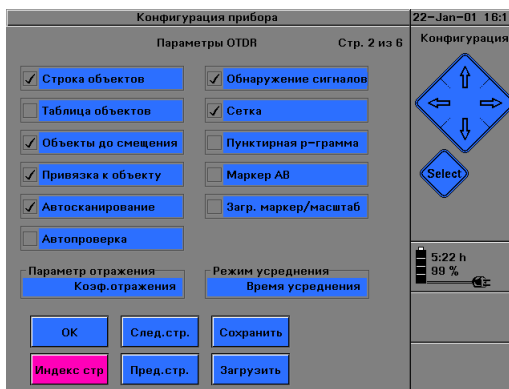 Конфигурация прибора
22-Jan-01 16:1
Параметры OTDR
Стр. 2 из 6
Конфигурация
Строка объектов
Обнаружение сигналов
Таблица объектов
Сетка
Объекты до смещения
Пунктирная р-грамма
Привязка к объекту
Маркер АВ
Автосканирование
Загр. маркер/масштаб
Автопроверка
Select
5:22 h
99 %
Параметр отражения
Режим усреднения
Коэф.отражения
Время усреднения
ОК
След.стр.
Сохранить
Индекс стр
Пред.стр.
Загрузить